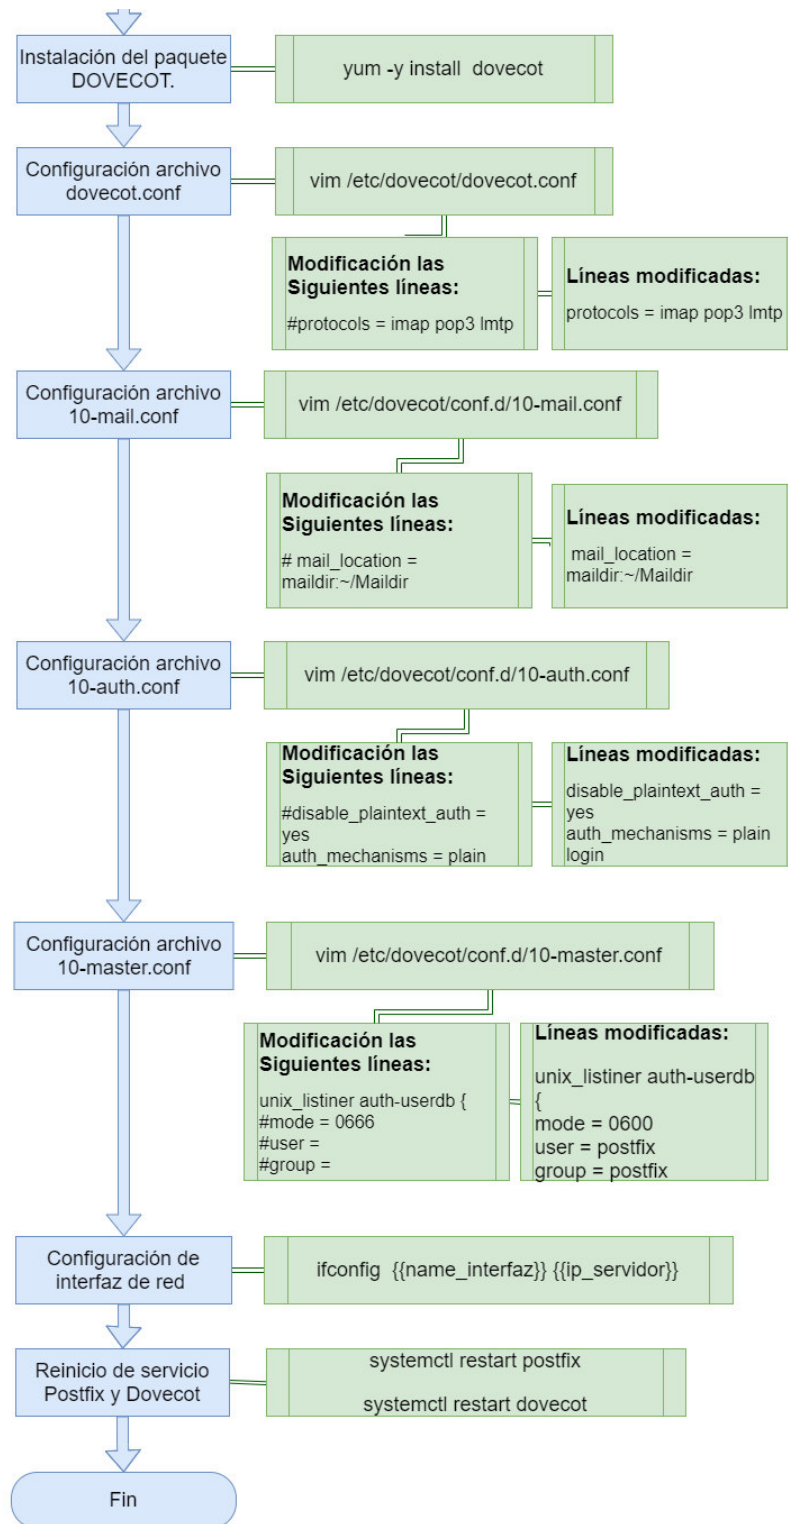 Instalación del paquete
DOVECOT.
yum -y install dovecot
Configuración archivo
dovecot.conf
vim /etc/dovecot/dovecot.conf
Modificación las
Siguientes líneas:
#protocols = imap pop3 lmtp
Líneas modificadas:
protocols = imap pop3 lmtp
Configuración archivo
10-mail.conf
vim /etc/dovecot/conf.d/10-mail.conf
Modificación las
Siguientes líneas:
# mail_location =
maildir:~/Maildir
Líneas modificadas:
mail_location =
maildir:~/Maildir
Configuración archivo
10-auth.conf
vim /etc/dovecot/conf.d/10-auth.conf
Modificación las
Siguientes líneas:
#disable_plaintext_auth =
yes
auth_mechanisms = plain
Líneas modificadas:
disable_plaintext_auth =
yes
auth_mechanisms = plain
login
Configuración archivo
10-master.conf
vim /etc/dovecot/conf.d/10-master.conf
Modificación las
Siguientes líneas:
unix_listiner auth-userdb {
#mode = 0666
#user =
#group =
Líneas modificadas:
unix_listiner auth-userdb
{
mode = 0600
user = postfix
group = postfix
Configuración de
interfaz de red
ifconfig {{name_interfaz}} {{ip_servidor}}
Reinicio de servicio
Postfix y Dovecot
systemctl restart postfix
systemctl restart dovecot
Fin